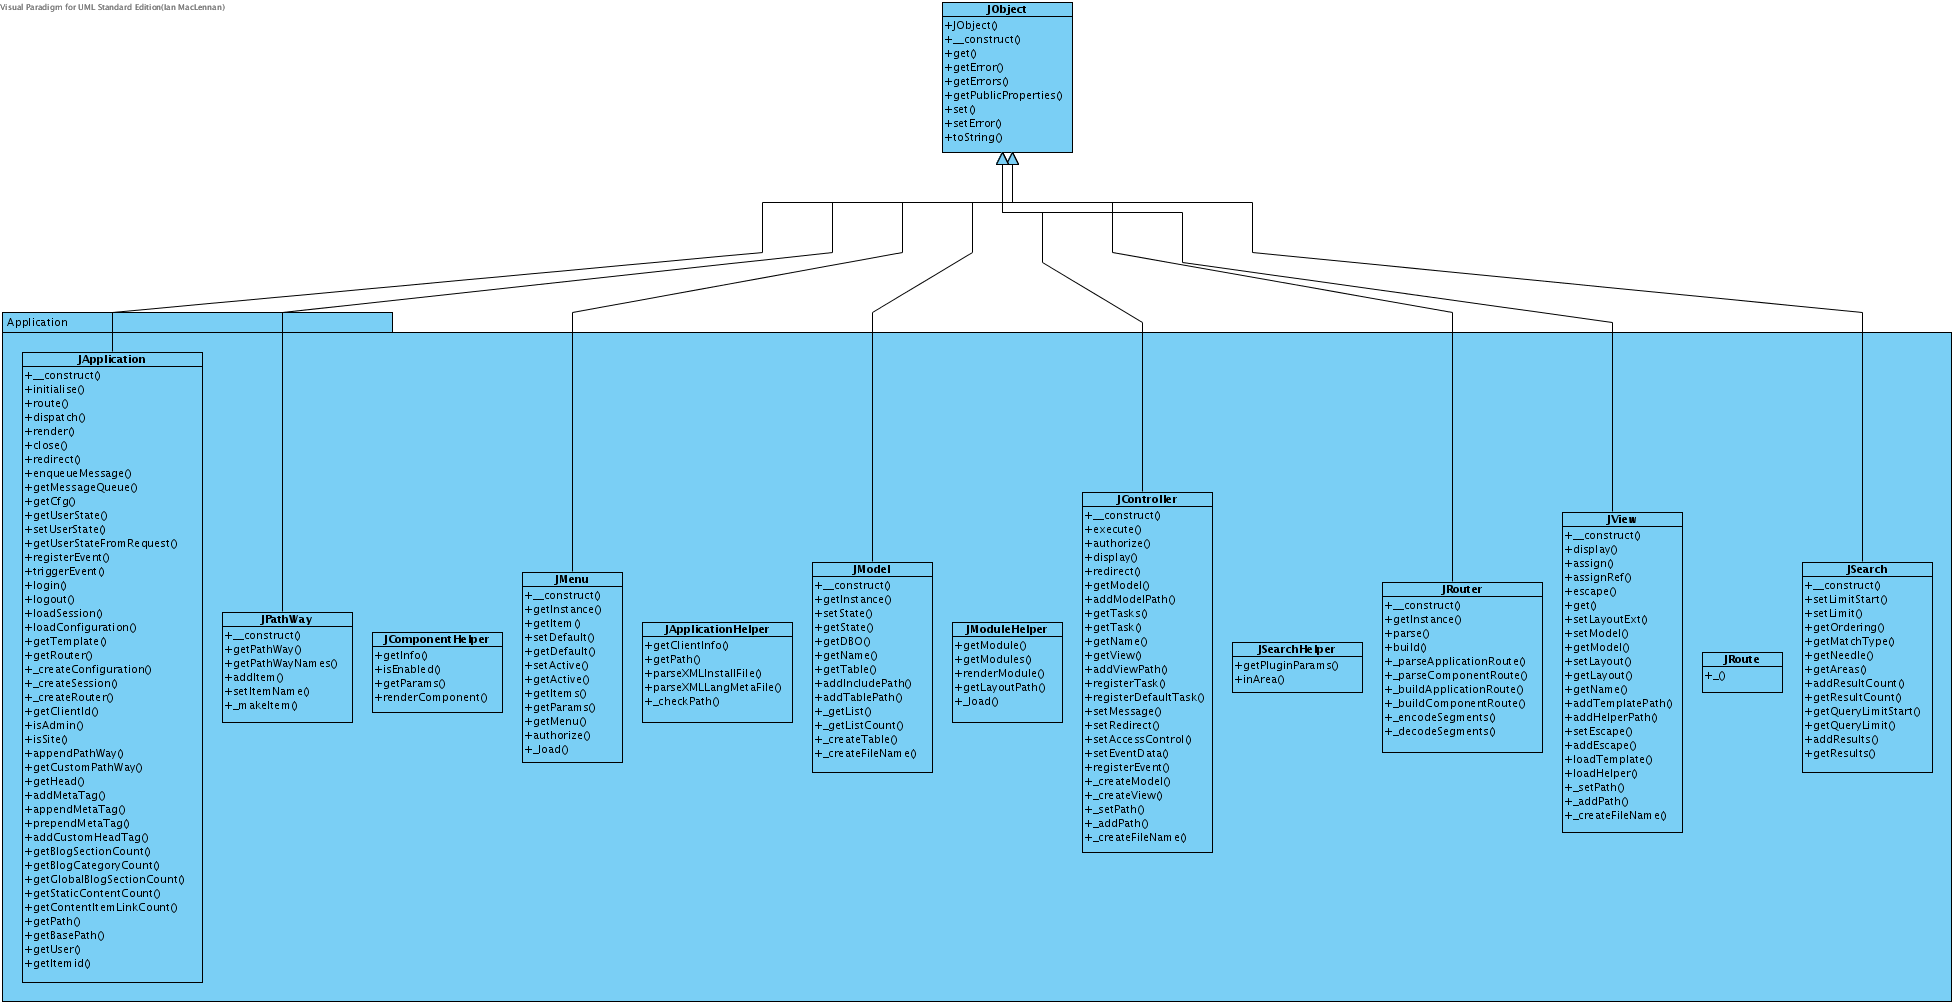 Visual Paradigm for UML Standard Edition(Ian MacLennan)
JObject
+JObject()
+__construct()
+get()
+getError()
+getErrors()
+getPublicProperties()
+set()
+setError()
+toString()
Application
JApplication
+__construct()
+initialise()
+route()
+dispatch()
+render()
+close()
+redirect()
+enqueueMessage()
+getMessageQueue()
+getCfg()
+getUserState()
+setUserState()
+getUserStateFromRequest()
+registerEvent()
+triggerEvent()
+login()
+logout()
+loadSession()
+loadConfiguration()
+getTemplate()
+getRouter()
+_createConfiguration()
+_createSession()
+_createRouter()
+getClientId()
+isAdmin()
+isSite()
+appendPathWay()
+getCustomPathWay()
+getHead()
+addMetaTag()
+appendMetaTag()
+prependMetaTag()
+addCustomHeadTag()
+getBlogSectionCount()
+getBlogCategoryCount()
+getGlobalBlogSectionCount()
+getStaticContentCount()
+getContentItemLinkCount()
+getPath()
+getBasePath()
+getUser()
+getItemid()
JPathWay
+__construct()
+getPathWay()
+getPathWayNames()
+addItem()
+setItemName()
+_makeItem()
JComponentHelper
+getInfo()
+isEnabled()
+getParams()
+renderComponent()
JMenu
+__construct()
+getInstance()
+getItem()
+setDefault()
+getDefault()
+setActive()
+getActive()
+getItems()
+getParams()
+getMenu()
+authorize()
+_load()
JApplicationHelper
+getClientInfo()
+getPath()
+parseXMLInstallFile()
+parseXMLLangMetaFile()
+_checkPath()
JModel
+__construct()
+getInstance()
+setState()
+getState()
+getDBO()
+getName()
+getTable()
+addIncludePath()
+addTablePath()
+_getList()
+_getListCount()
+_createTable()
+_createFileName()
JModuleHelper
+getModule()
+getModules()
+renderModule()
+getLayoutPath()
+_load()
JController
+__construct()
+execute()
+authorize()
+display()
+redirect()
+getModel()
+addModelPath()
+getTasks()
+getTask()
+getName()
+getView()
+addViewPath()
+registerTask()
+registerDefaultTask()
+setMessage()
+setRedirect()
+setAccessControl()
+setEventData()
+registerEvent()
+_createModel()
+_createView()
+_setPath()
+_addPath()
+_createFileName()
JSearchHelper
+getPluginParams()
+inArea()
JRouter
+__construct()
+getInstance()
+parse()
+build()
+_parseApplicationRoute()
+_parseComponentRoute()
+_buildApplicationRoute()
+_buildComponentRoute()
+_encodeSegments()
+_decodeSegments()
JView
+__construct()
+display()
+assign()
+assignRef()
+escape()
+get()
+setLayoutExt()
+setModel()
+getModel()
+setLayout()
+getLayout()
+getName()
+addTemplatePath()
+addHelperPath()
+setEscape()
+addEscape()
+loadTemplate()
+loadHelper()
+_setPath()
+_addPath()
+_createFileName()
JRoute
+_()
JSearch
+__construct()
+setLimitStart()
+setLimit()
+getOrdering()
+getMatchType()
+getNeedle()
+getAreas()
+addResultCount()
+getResultCount()
+getQueryLimitStart()
+getQueryLimit()
+addResults()
+getResults()